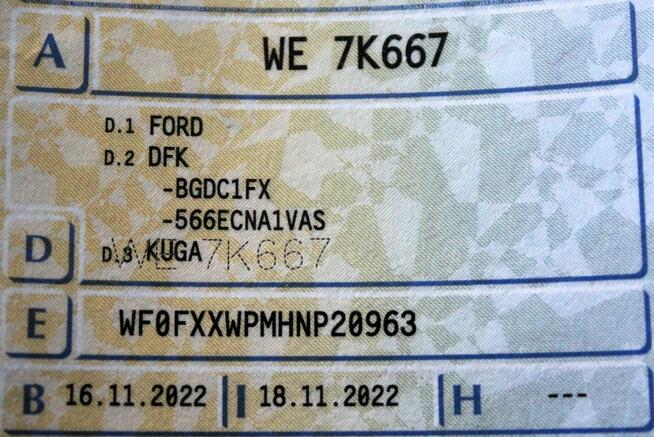 A WE 7K667
D.1 FORD
D.2 DFK
-BGDC1FX
-566ECNA1VAS
D D.3 KUGA WE 7K667
E WF0FXXWPMHNP20963
B 16.11.2022 I 18.11.2022 H ---